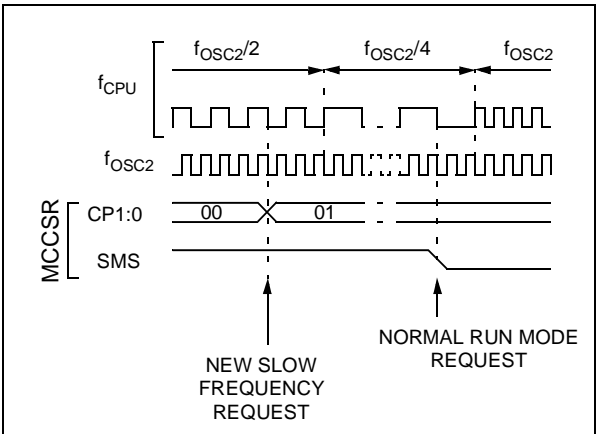 fOSC2/2 fOSC2/4 fOSC2
fCPU
fOSC2
MCCSR
CP1:0 00 01
SMS
NORMAL RUN MODE
REQUEST
NEW SLOW
FREQUENCY
REQUEST